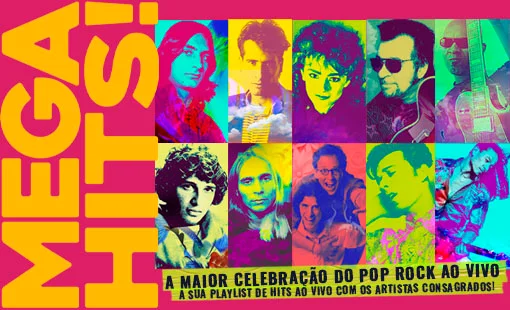 MEGA
HITS!
A MAIOR CELEBRAÇÃO DO POP ROCK AO VIVO
A SUA PLAYLIST DE HITS AO VIVO COM OS ARTISTAS CONSAGRADOS!